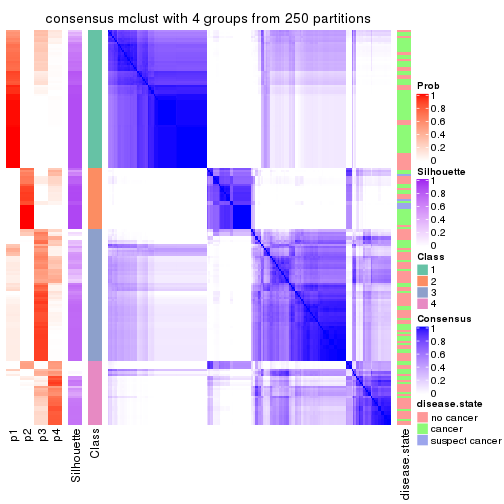 consensus mclust with 4 groups from 250 partitions
Prob
1
0.8
0.6
0.4
0.2
0
Silhouette
1
0.8
0.6
0.4
0.2
0
Class
1
2
3
4
Consensus
1
0.8
0.6
0.4
0.2
0
disease.state
no cancer
cancer
suspect cancer
p1
p2
p3
p4
Silhouette
Class
disease.state